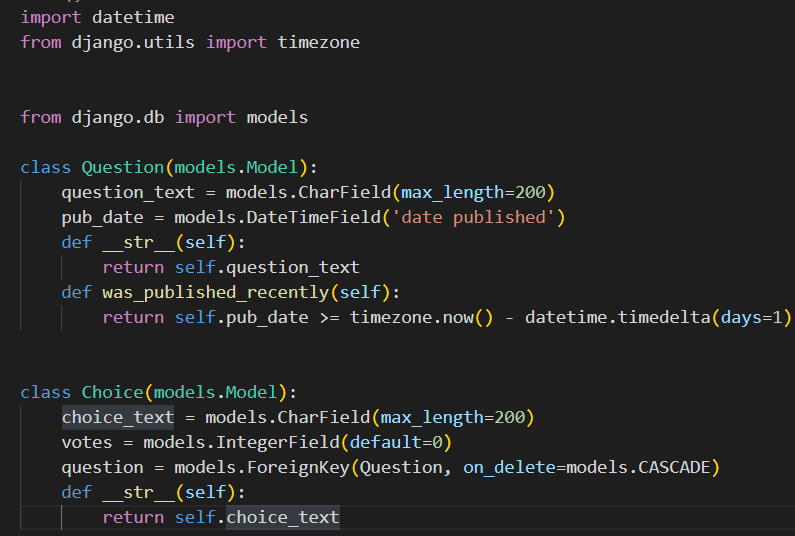 import datetime
from django.utils import timezone
from django.db import models
class Question(models.Model):
    question_text = models.CharField(max_length=200)
    pub_date = models.DateTimeField('date published')
    def __str__(self):
        return self.question_text
    def was_published_recently(self):
        return self.pub_date >= timezone.now() - datetime.timedelta(days=1)
class Choice(models.Model):
    choice_text = models.CharField(max_length=200)
    votes = models.IntegerField(default=0)
    question = models.ForeignKey(Question, on_delete=models.CASCADE)
    def __str__(self):
        return self.choice_text